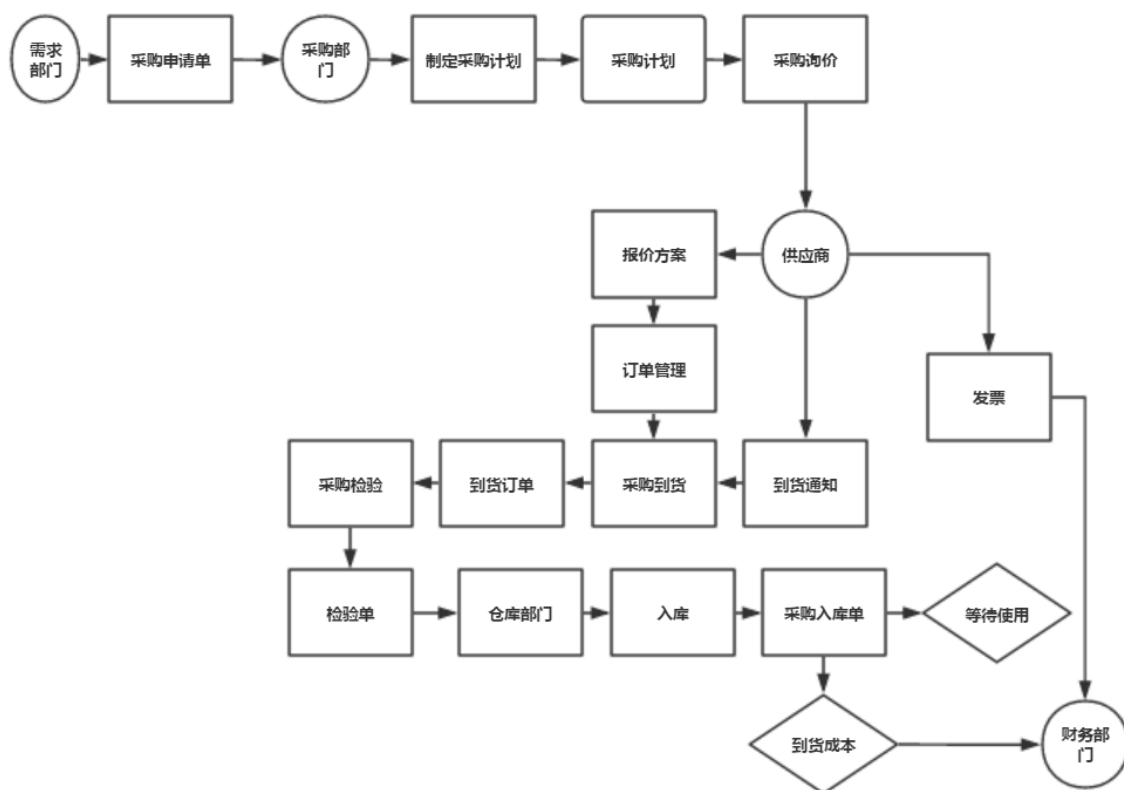 需求
部门
采购申请单
采购部
门
制定采购计划
采购计划
采购询价
报价方案
供应商
订单管理
发票
采购检验
到货订单
采购到货
到货通知
检验单
仓库部门
入库
采购入库单
等待使用
到货成本
财务部
门